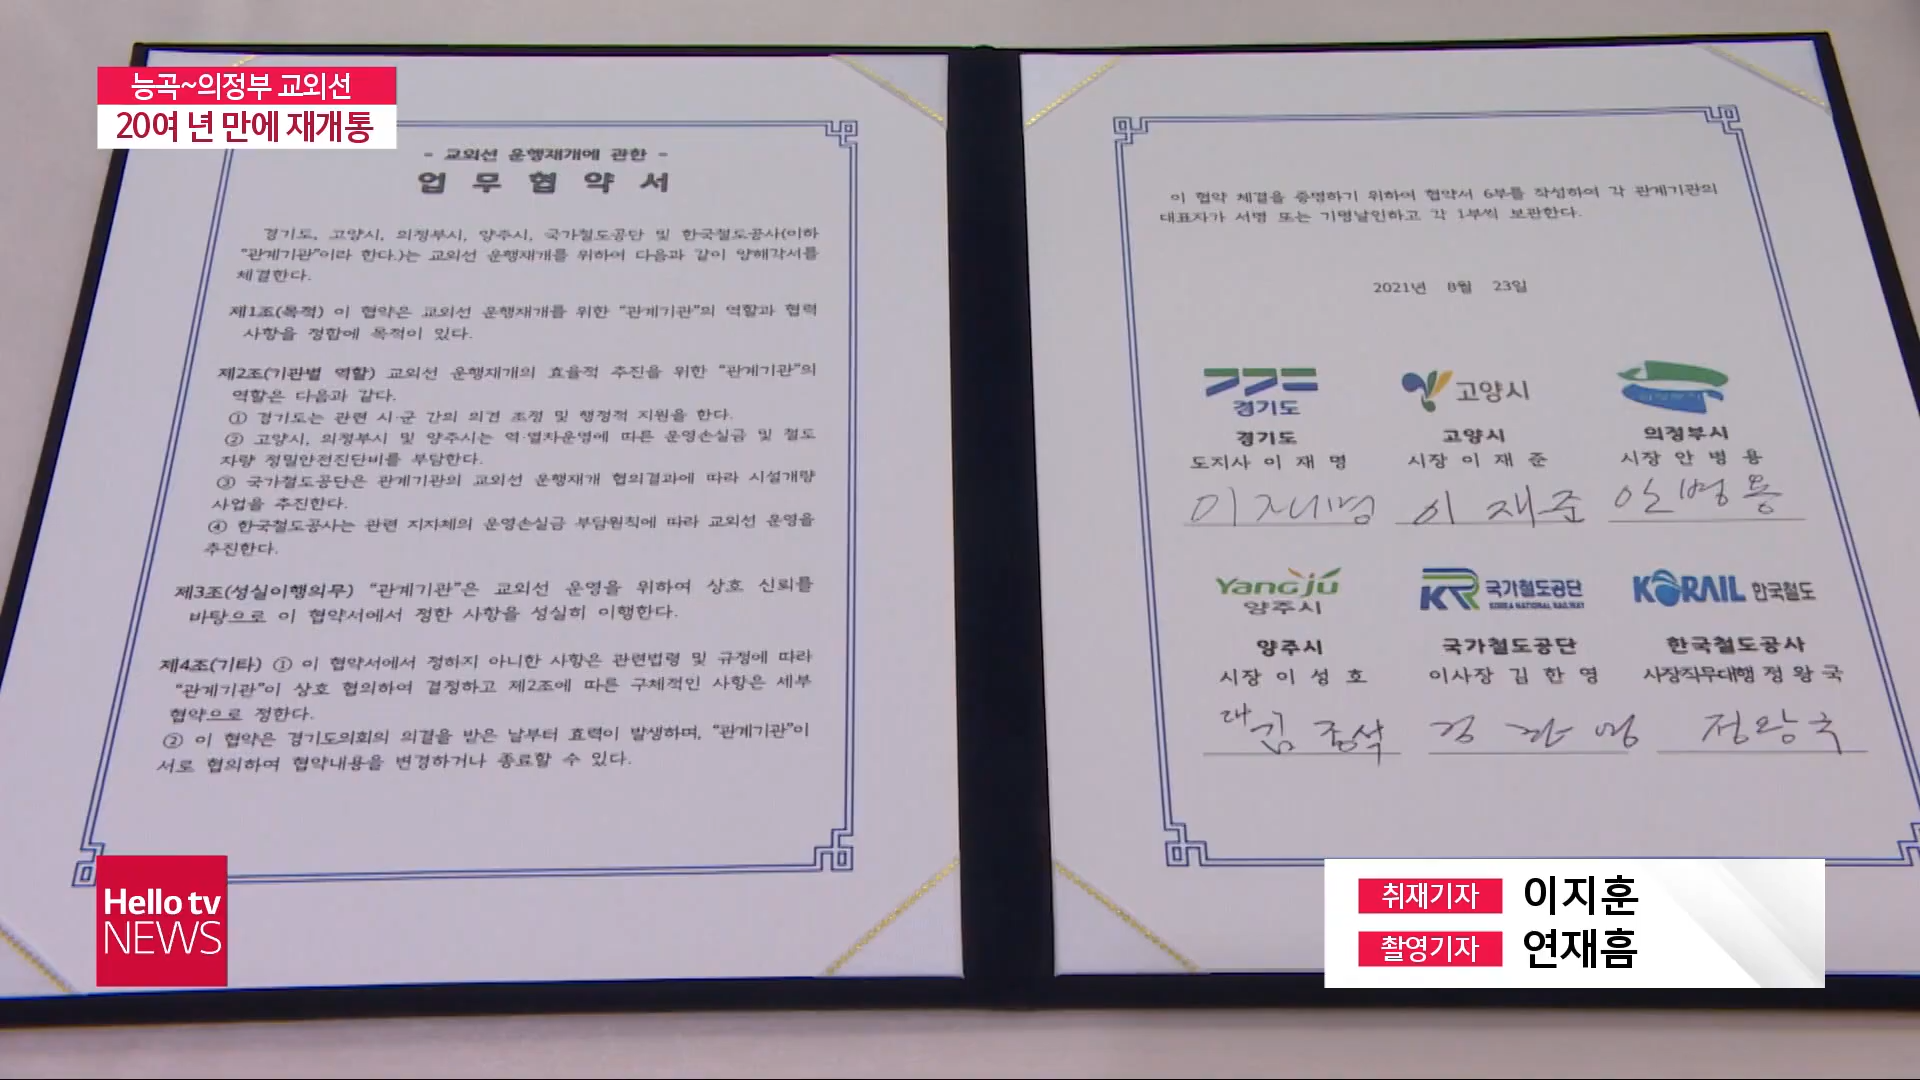 능곡~의정부 교외선
20여 년 만에 재개통
- 교외선 운행재개에 관한 -
업 무 협 약 서
경기도, 고양시, 의정부시, 양주시, 국가철도공단 및 한국철도공사(이하
"관계기관"이라 한다.)는 교외선 운행재개를 위하여 다음과 같이 양해각서를
체결한다.
제1조(목적) 이 협약은 교외선 운행재개를 위한 "관계기관"의 역할과 협력
사항을 정함에 목적이 있다.
제2조(기관별 역할) 교외선 운행재개의 효율적 추진을 위한 "관계기관"의
역할은 다음과 같다.
① 경기도는 관련 시·군 간의 의견 조정 및 행정적 지원을 한다.
② 고양시, 의정부시 및 양주시는 역·열차운영에 따른 운영손실금 및 철도
차량 정밀안전진단비를 부담한다.
③ 국가철도공단은 관계기관의 교외선 운행재개 협의결과에 따라 시설개량
사업을 추진한다.
④ 한국철도공사는 관련 지자체의 운영손실금 부담원칙에 따라 교외선 운영을
추진한다.
제3조(성실이행의무) "관계기관"은 교외선 운영을 위하여 상호 신뢰를
바탕으로 이 협약서에서 정한 사항을 성실히 이행한다.
제4조(기타) ① 이 협약서에서 정하지 아니한 사항은 관련법령 및 규정에 따라
"관계기관"이 상호 협의하여 결정하고 제2조에 따른 구체적인 사항은 세부
협약으로 정한다.
② 이 협약은 경기도의회의 의결을 받은 날부터 효력이 발생하며, "관계기관"이
서로 협의하여 협약내용을 변경하거나 종료할 수 있다.
이 협약 체결을 증명하기 위하여 협약서 6부를 작성하여 각 관계기관의
대표자가 서명 또는 기명날인하고 각 1부씩 보관한다.
2021년 8월 23일
경기도 고양시 의정부시
경기도 고양시 의정부시
도지사 이 재 명 시장 이 재 준 시장 안 병 용
이재명 이재준 안병용
Yangju 양주시 KR 국가철도공단 KOREA NATIONAL RAILWAY KORAIL 한국철도
양주시 국가철도공단 한국철도공사
시장 이 성 호 이사장 김 한 영 사장직무대행 정 왕 국
대 김종석 김한영 정왕국
Hello tv
NEWS
취재기자 이지훈
촬영기자 연재흠